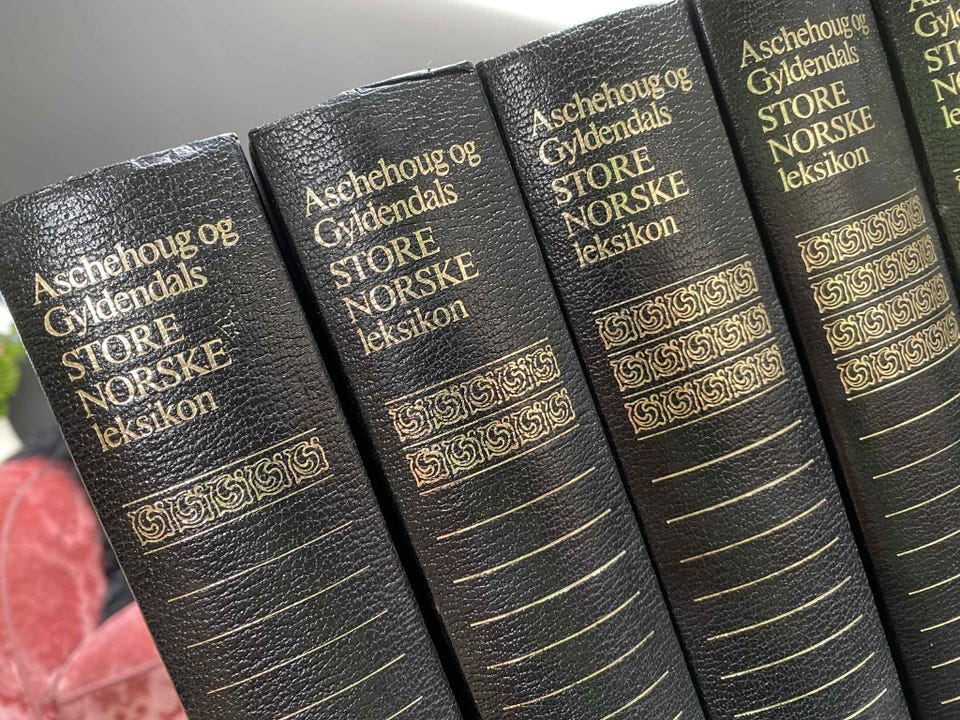 Aschehoug og
Gyldendals
STORE
NORSKE
leksikon
Aschehoug og
Gyldendals
STORE
NORSKE
leksikon
Aschehoug og
Gyldendals
STORE
NORSKE
leksikon
Aschehoug og
Gyldendals
STORE
NORSKE
leksikon